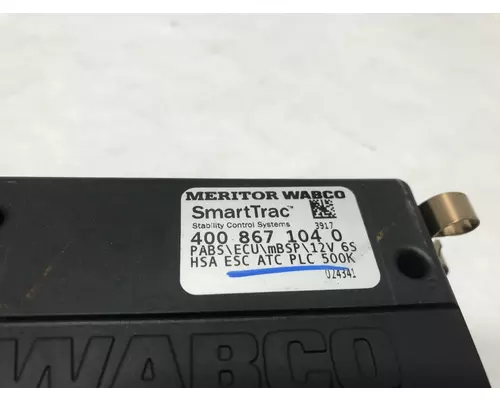 MERITOR WABCO
SmartTrac™
Stability Control Systems
3917
400 867 104 0
PABS\ECU\mBSP\12V 6S
HSA ESC ATC PLC 500K
U24341
WABCO